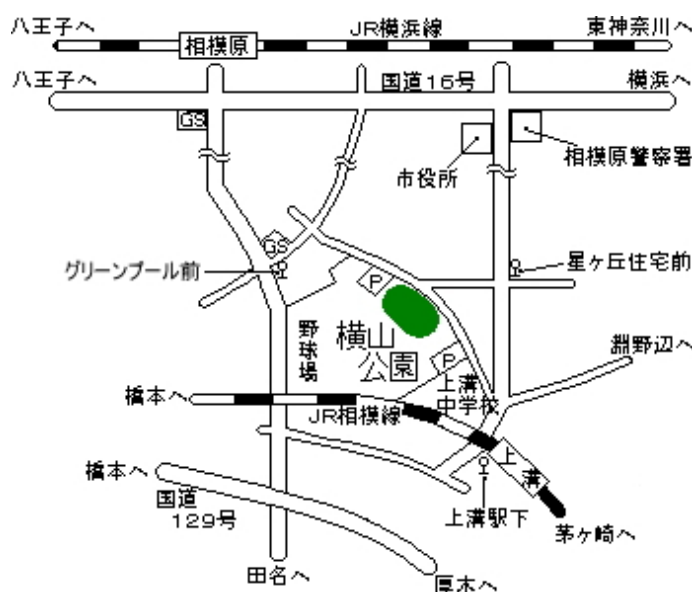 八王子へ
JR横浜線
東神奈川へ
相模原
八王子へ
国道16号
横浜へ
GS
市役所
相模原警察署
GS
グリーンプール前
星ヶ丘住宅前
P
野球場
横山
公園
P
淵野辺へ
上溝
中学校
橋本へ
JR相模線
上溝
橋本へ
国道
129号
上溝駅下
茅ヶ崎へ
田名へ
厚木へ